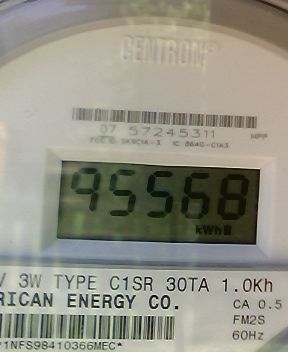 CENTRON®
07 57245311
95568
kWh
V 3W TYPE C1SR 30TA 1.0Kh
RICAN ENERGY CO.
CA 0.5
FM2S
60Hz
1NFS98410366MEC*